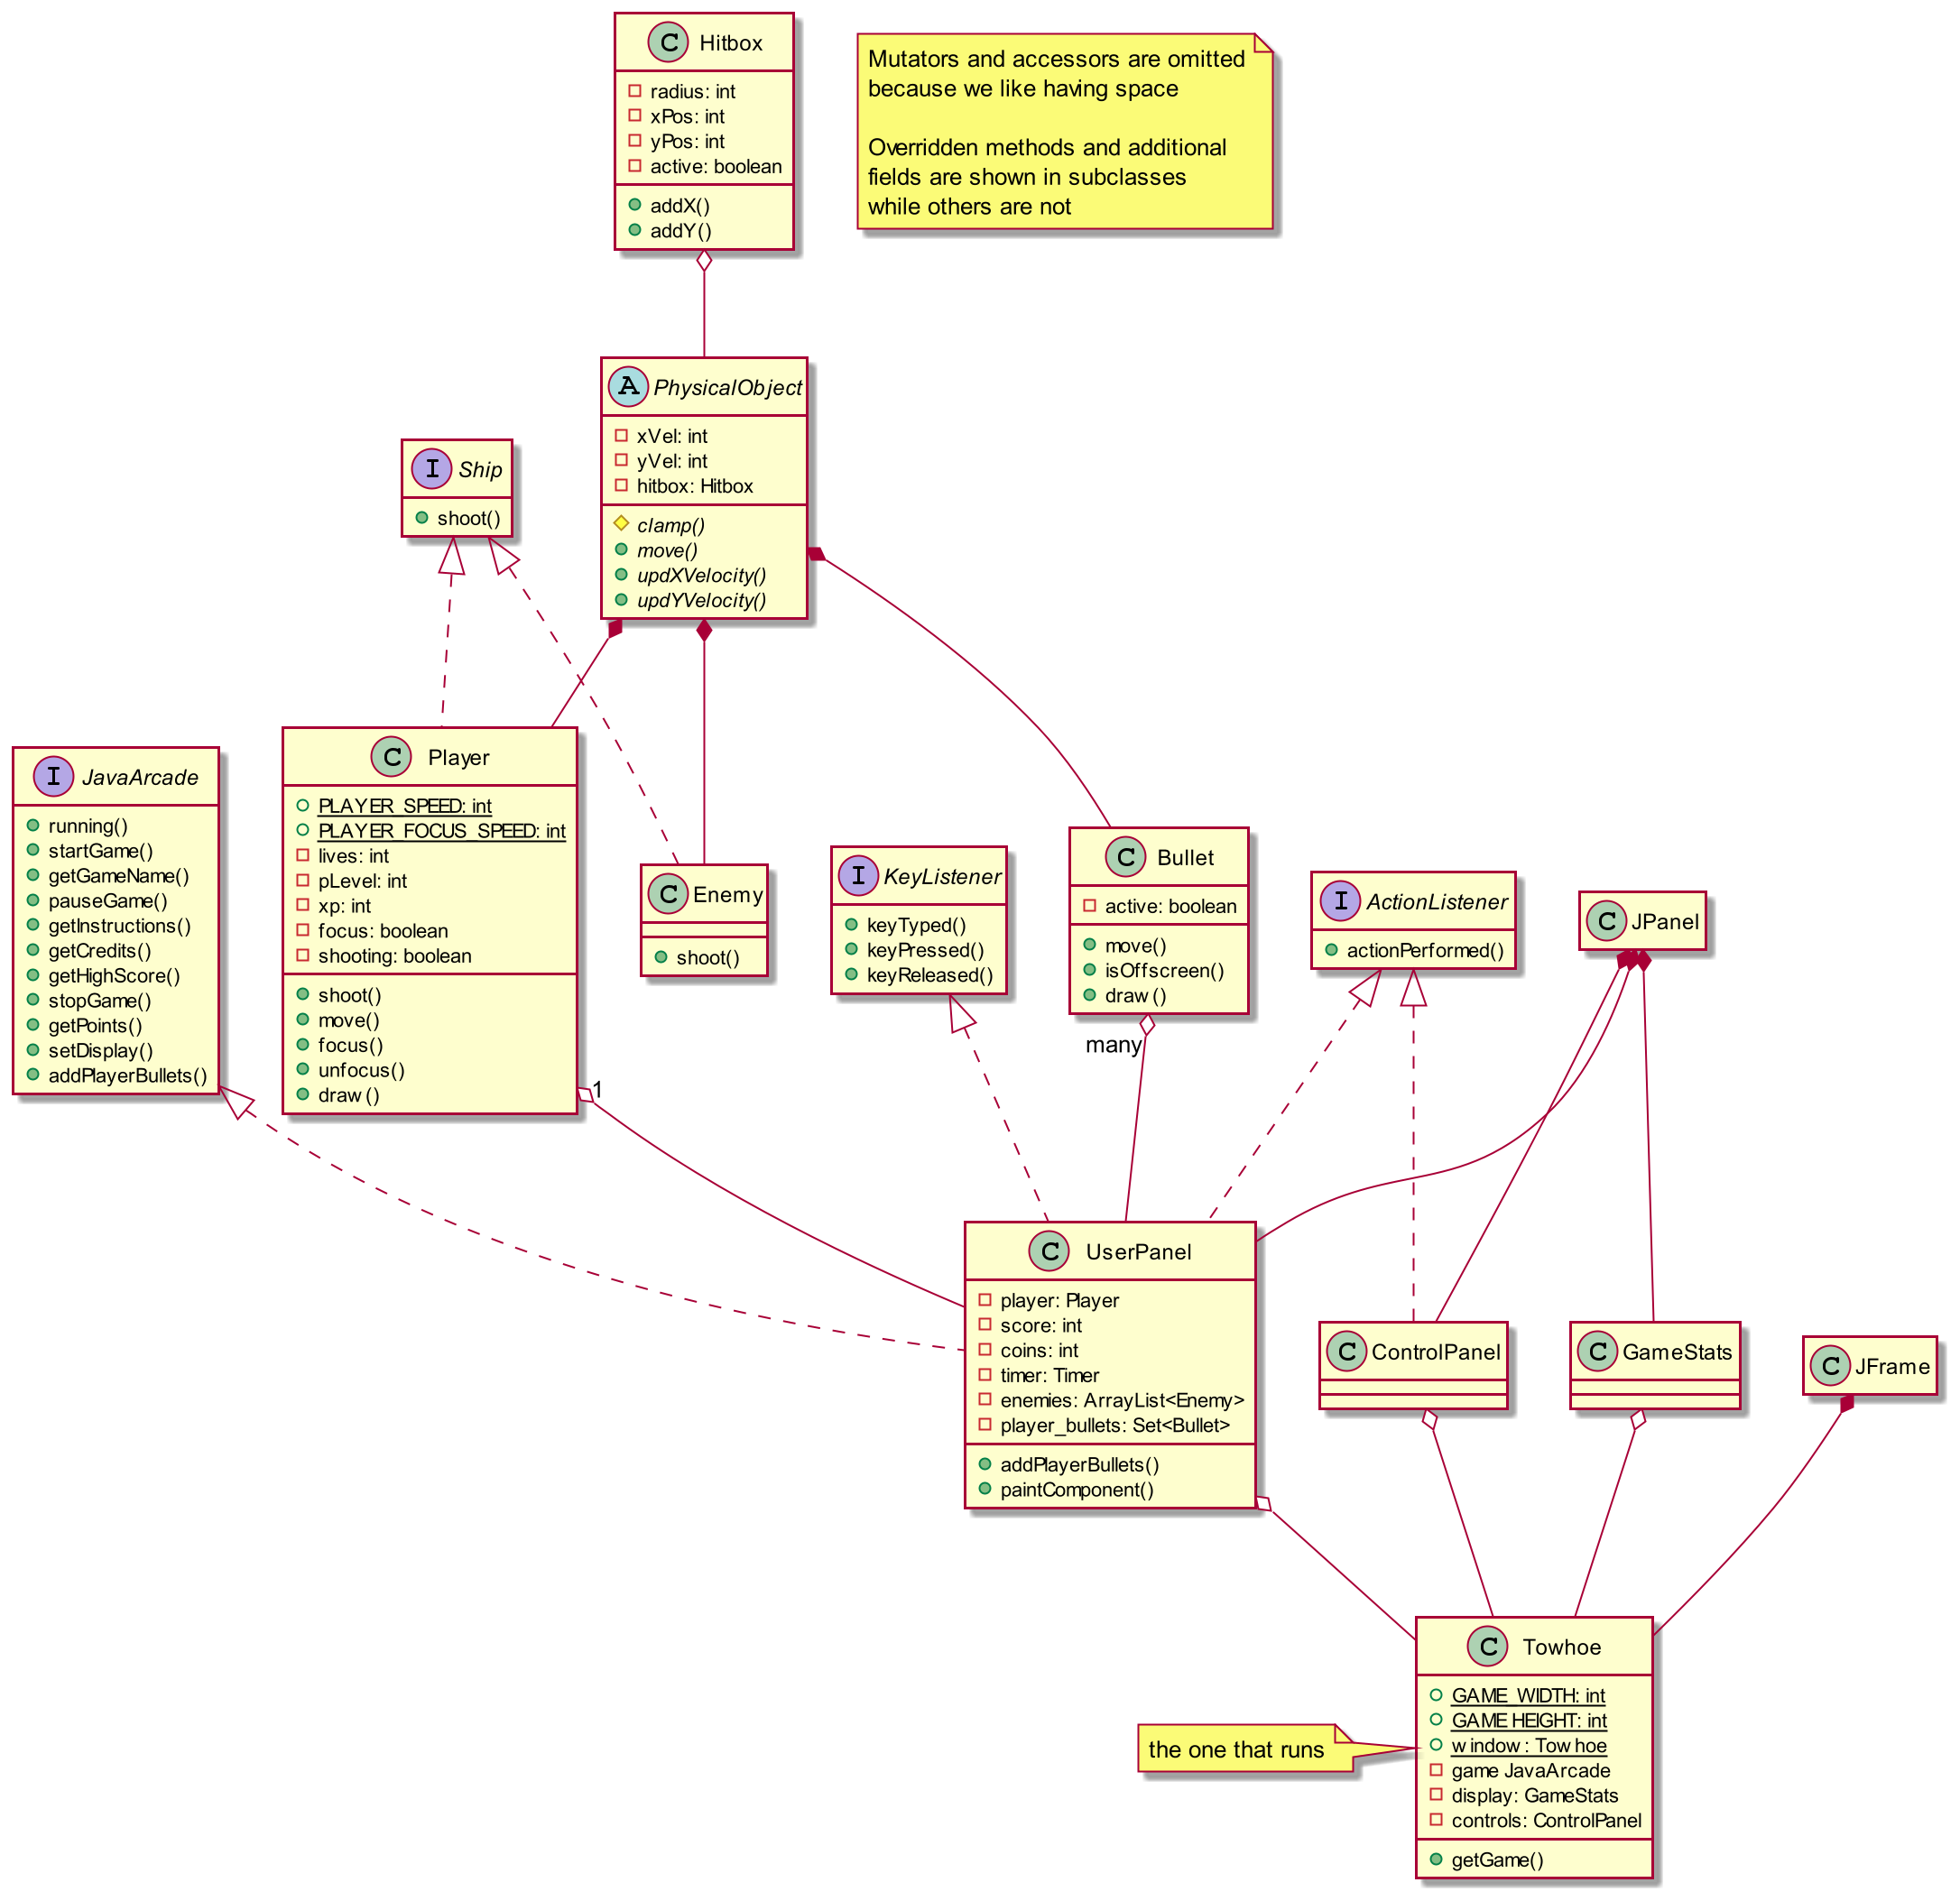 C Hitbox
radius: int
xPos: int
yPos: int
active: boolean
addX()
addY()
Mutators and accessors are omitted
because we like having space
Overridden methods and additional
fields are shown in subclasses
while others are not
A PhysicalObject
xVel: int
yVel: int
hitbox: Hitbox
clamp()
move()
updXVelocity()
updYVelocity()
I Ship
shoot()
I JavaArcade
running()
startGame()
getGameName()
pauseGame()
getInstructions()
getCredits()
getHighScore()
stopGame()
getPoints()
setDisplay()
addPlayerBullets()
C Player
PLAYER_SPEED: int
PLAYER_FOCUS_SPEED: int
lives: int
pLevel: int
xp: int
focus: boolean
shooting: boolean
shoot()
move()
focus()
unfocus()
draw()
1
C Enemy
shoot()
I KeyListener
keyTyped()
keyPressed()
keyReleased()
C Bullet
active: boolean
move()
isOffscreen()
draw()
many
I ActionListener
actionPerformed()
C JPanel
C UserPanel
player: Player
score: int
coins: int
timer: Timer
enemies: ArrayList<Enemy>
player_bullets: Set<Bullet>
addPlayerBullets()
paintComponent()
C ControlPanel
C GameStats
C JFrame
the one that runs
C Towhoe
GAME_WIDTH: int
GAME HEIGHT: int
window: Towhoe
game JavaArcade
display: GameStats
controls: ControlPanel
getGame()